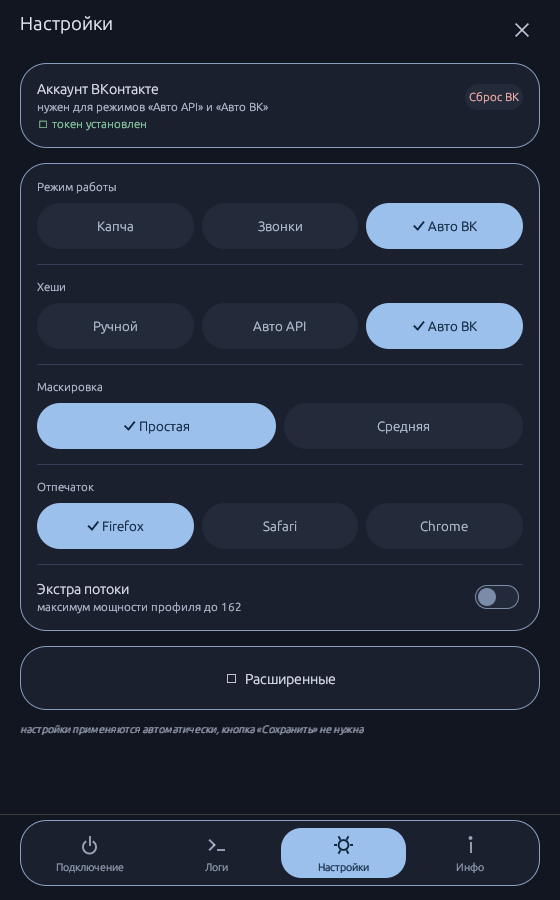 Настройки
Аккаунт ВКонтакте
нужен для режимов «Авто API» и «Авто ВК»
токен установлен
Сброс ВК
Режим работы
Капча
Звонки
Авто ВК
Хеши
Ручной
Авто API
Авто ВК
Маскировка
Простая
Средняя
Отпечаток
Firefox
Safari
Chrome
Экстра потоки
максимум мощности профиля до 162
Расширенные
настройки применяются автоматически, кнопка «Сохранить» не нужна
Подключение
Логи
Настройки
Инфо